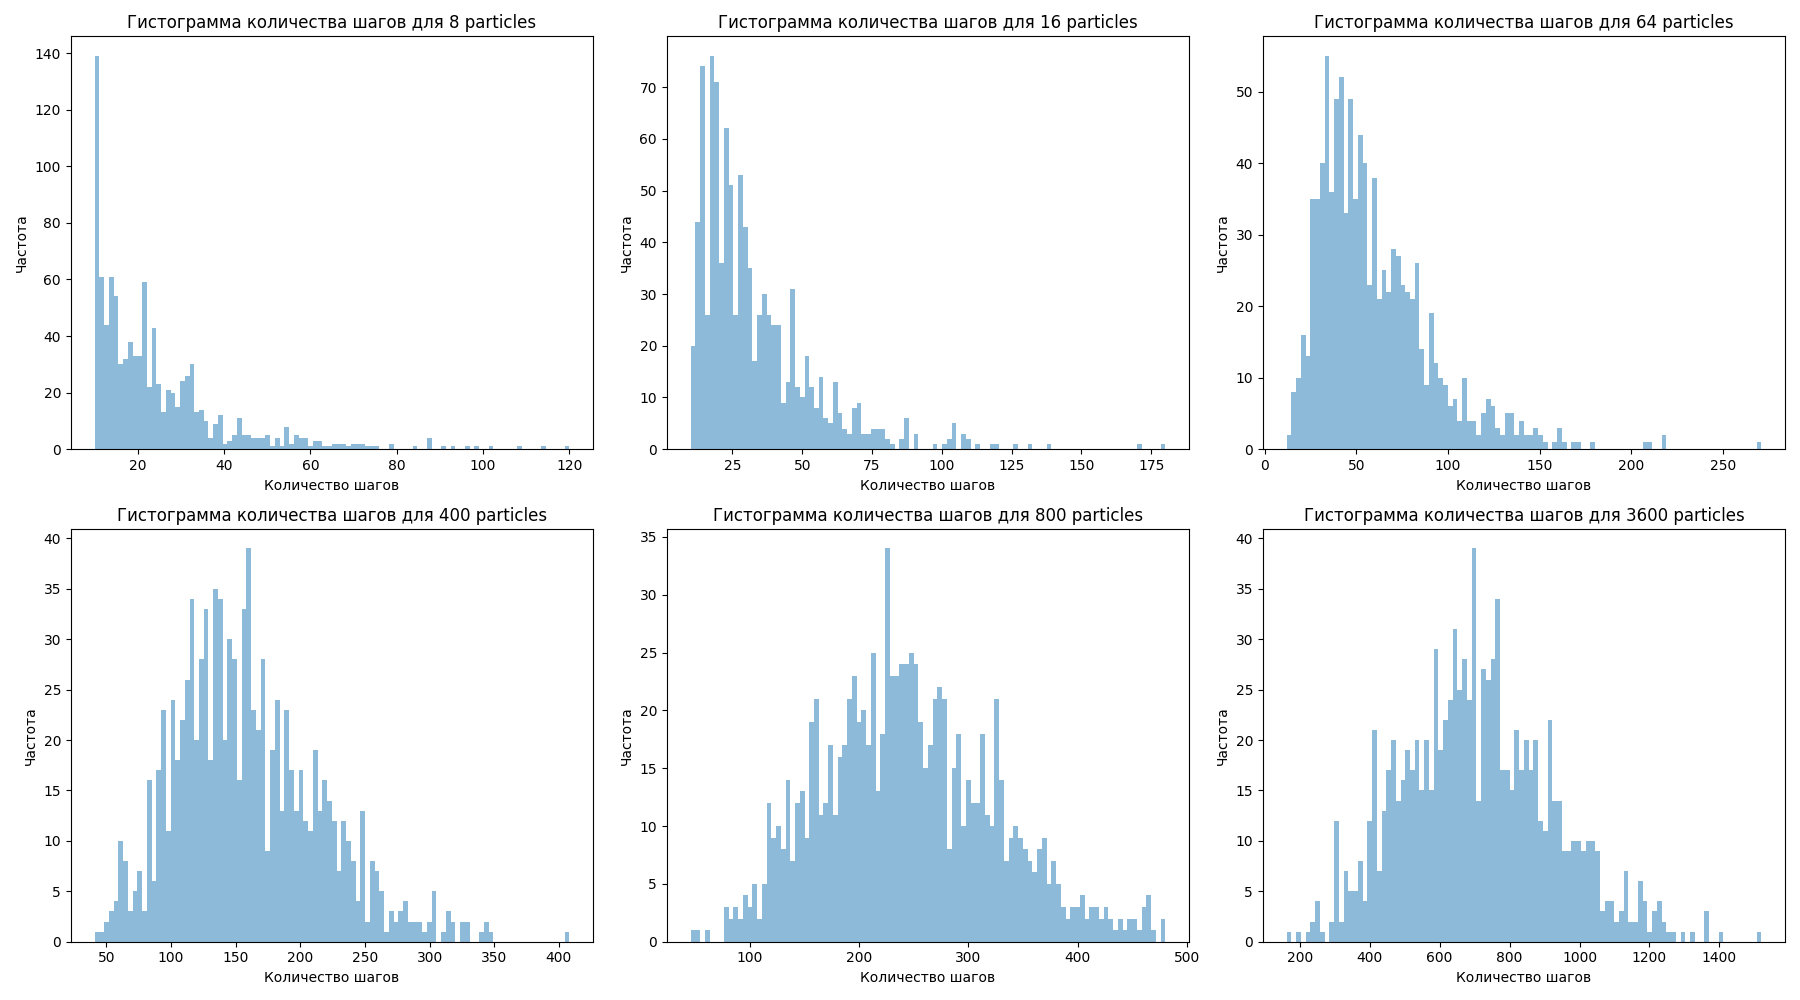 Гистограмма количества шагов для 8 particles
Частота
140
120
100
80
60
40
20
0
20 40 60 80 100 120
Количество шагов
Гистограмма количества шагов для 16 particles
Частота
70
60
50
40
30
20
10
0
25 50 75 100 125 150 175
Количество шагов
Гистограмма количества шагов для 64 particles
Частота
50
40
30
20
10
0
0 50 100 150 200 250
Количество шагов
Гистограмма количества шагов для 400 particles
Частота
40
35
30
25
20
15
10
5
0
50 100 150 200 250 300 350 400
Количество шагов
Гистограмма количества шагов для 800 particles
Частота
35
30
25
20
15
10
5
0
100 200 300 400 500
Количество шагов
Гистограмма количества шагов для 3600 particles
Частота
40
35
30
25
20
15
10
5
0
200 400 600 800 1000 1200 1400
Количество шагов